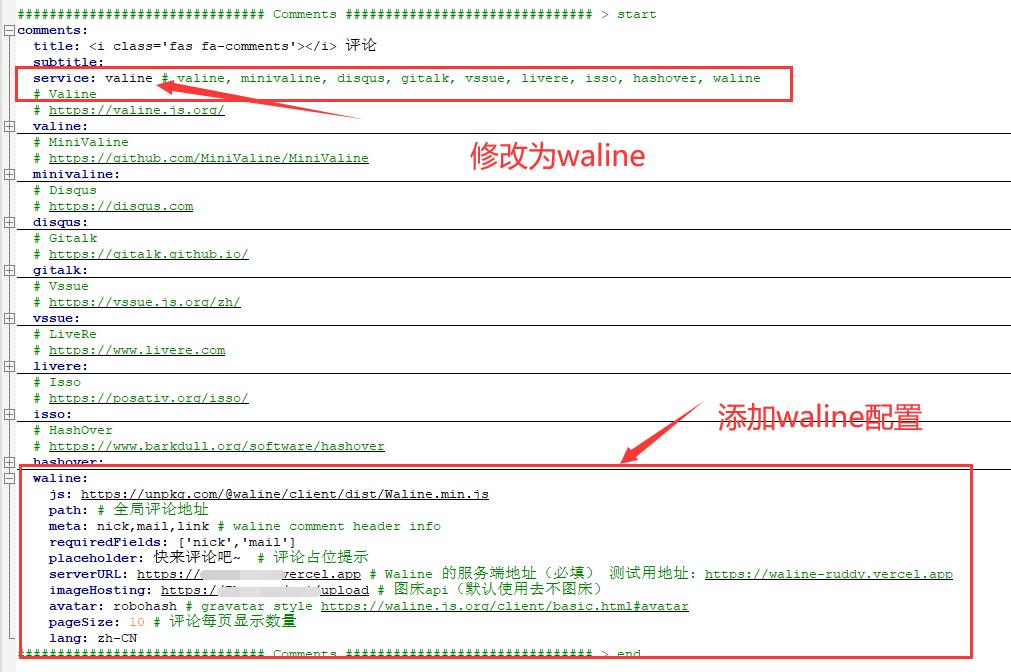 ############################### Comments ############################### > start
comments:
title: <i class='fas fa-comments'></i> 评论
subtitle:
service: valine # valine, minivaline, disqus, gitalk, vssue, livere, isso, hashover, waline
# Valine
# https://valine.js.org/
valine:
# MiniValine
# https://github.com/MiniValine/MiniValine
修改为waline
minivaline:
# Disqus
# https://disqus.com
disqus:
# Gitalk
# https://gitalk.github.io/
gitalk:
# Vssue
# https://vssue.js.org/zh/
vssue:
# LiveRe
# https://www.livere.com
livere:
# Isso
# https://posativ.org/isso/
isso:
添加waline配置
# HashOver
# https://www.barkdull.org/software/hashover
hashover:
waline:
js: https://unpkg.com/@waline/client/dist/Waline.min.js
path: # 全局评论地址
meta: nick,mail,link # waline comment header info
requiredFields: ['nick','mail']
placeholder: 快来评论吧~ # 评论占位提示
serverURL: https://vercel.app # Waline 的服务端地址（必填） 测试用地址: https://waline-ruddy.vercel.app
imageHosting: https:/upload # 图床api（默认使用去不图床）
avatar: robohash # gravatar style https://waline.js.org/client/basic.html#avatar
pageSize: 10 # 评论每页显示数量
lang: zh-CN
############################### Comments ############################### > end